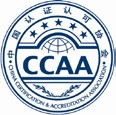 中国认证认可协会
CCAA
CHINA CERTIFICATION & ACCREDITATION ASSOCIATION